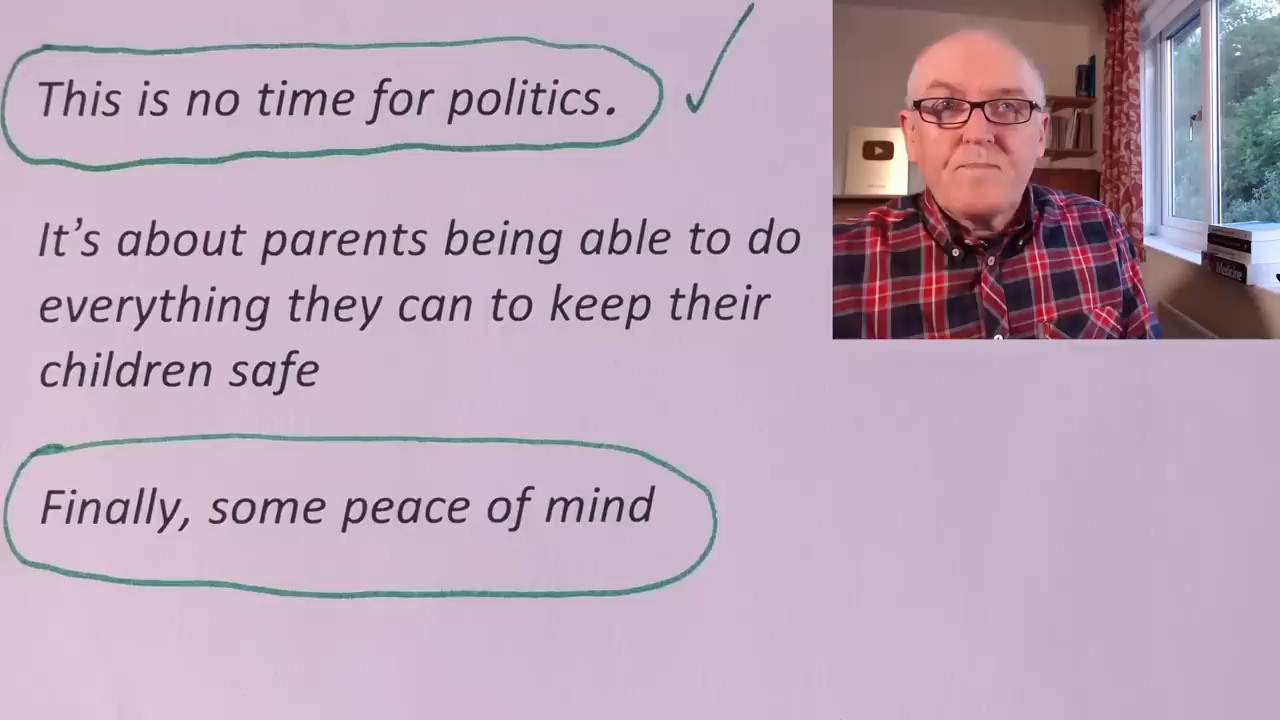 This is no time for politics.
It's about parents being able to do
everything they can to keep their
children safe
Finally, some peace of mind
Medicine